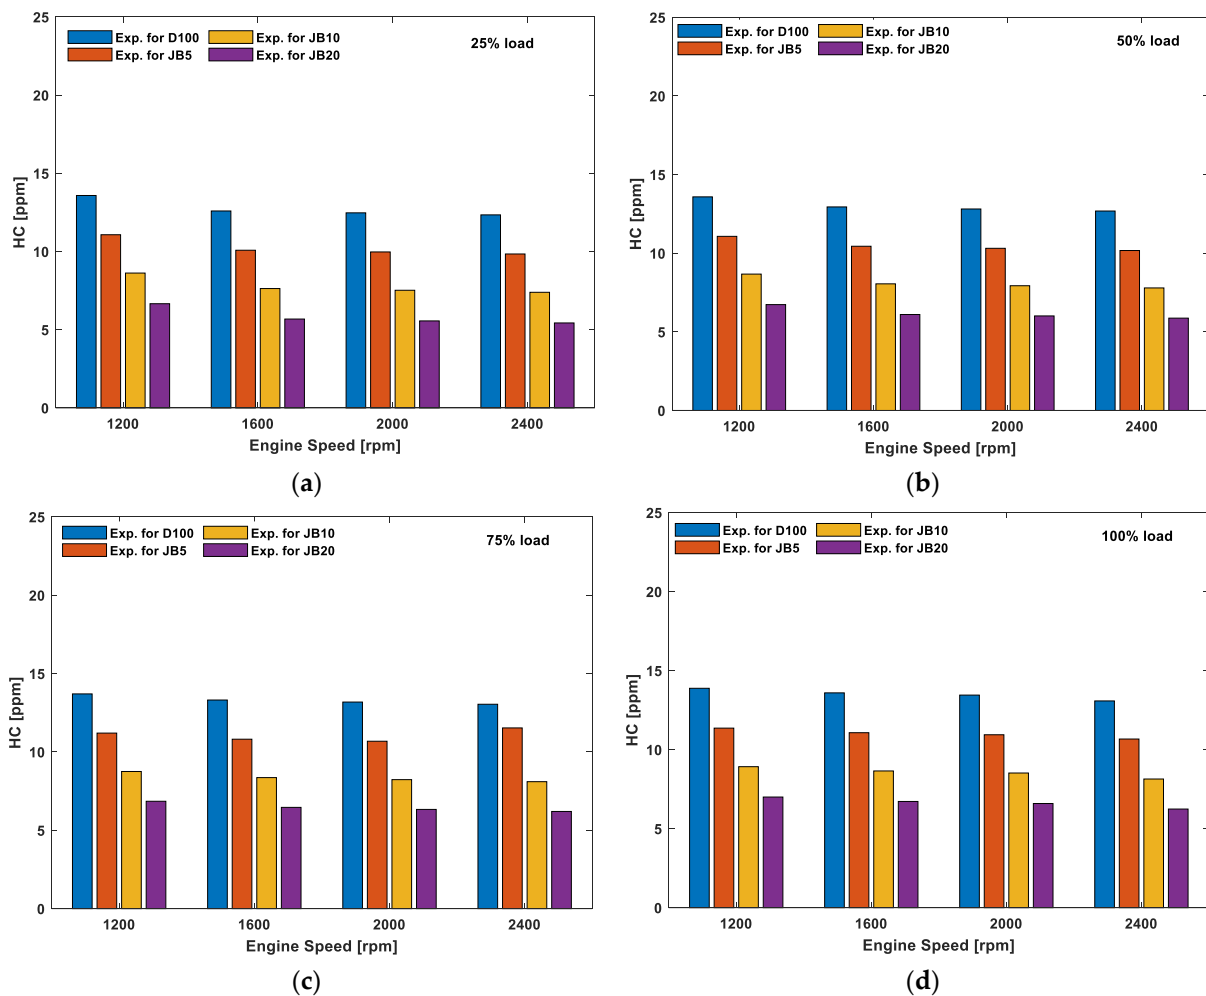 25
20
15
10
5
0
HC [ppm]
Exp. for D100 Exp. for JB10
Exp. for JB5 Exp. for JB20
25% load
1200 1600 2000 2400
Engine Speed [rpm]
(a)
25
20
15
10
5
0
HC [ppm]
Exp. for D100 Exp. for JB10
Exp. for JB5 Exp. for JB20
50% load
1200 1600 2000 2400
Engine Speed [rpm]
(b)
25
20
15
10
5
0
HC [ppm]
Exp. for D100 Exp. for JB10
Exp. for JB5 Exp. for JB20
75% load
1200 1600 2000 2400
Engine Speed [rpm]
(c)
25
20
15
10
5
0
HC [ppm]
Exp. for D100 Exp. for JB10
Exp. for JB5 Exp. for JB20
100% load
1200 1600 2000 2400
Engine Speed [rpm]
(d)